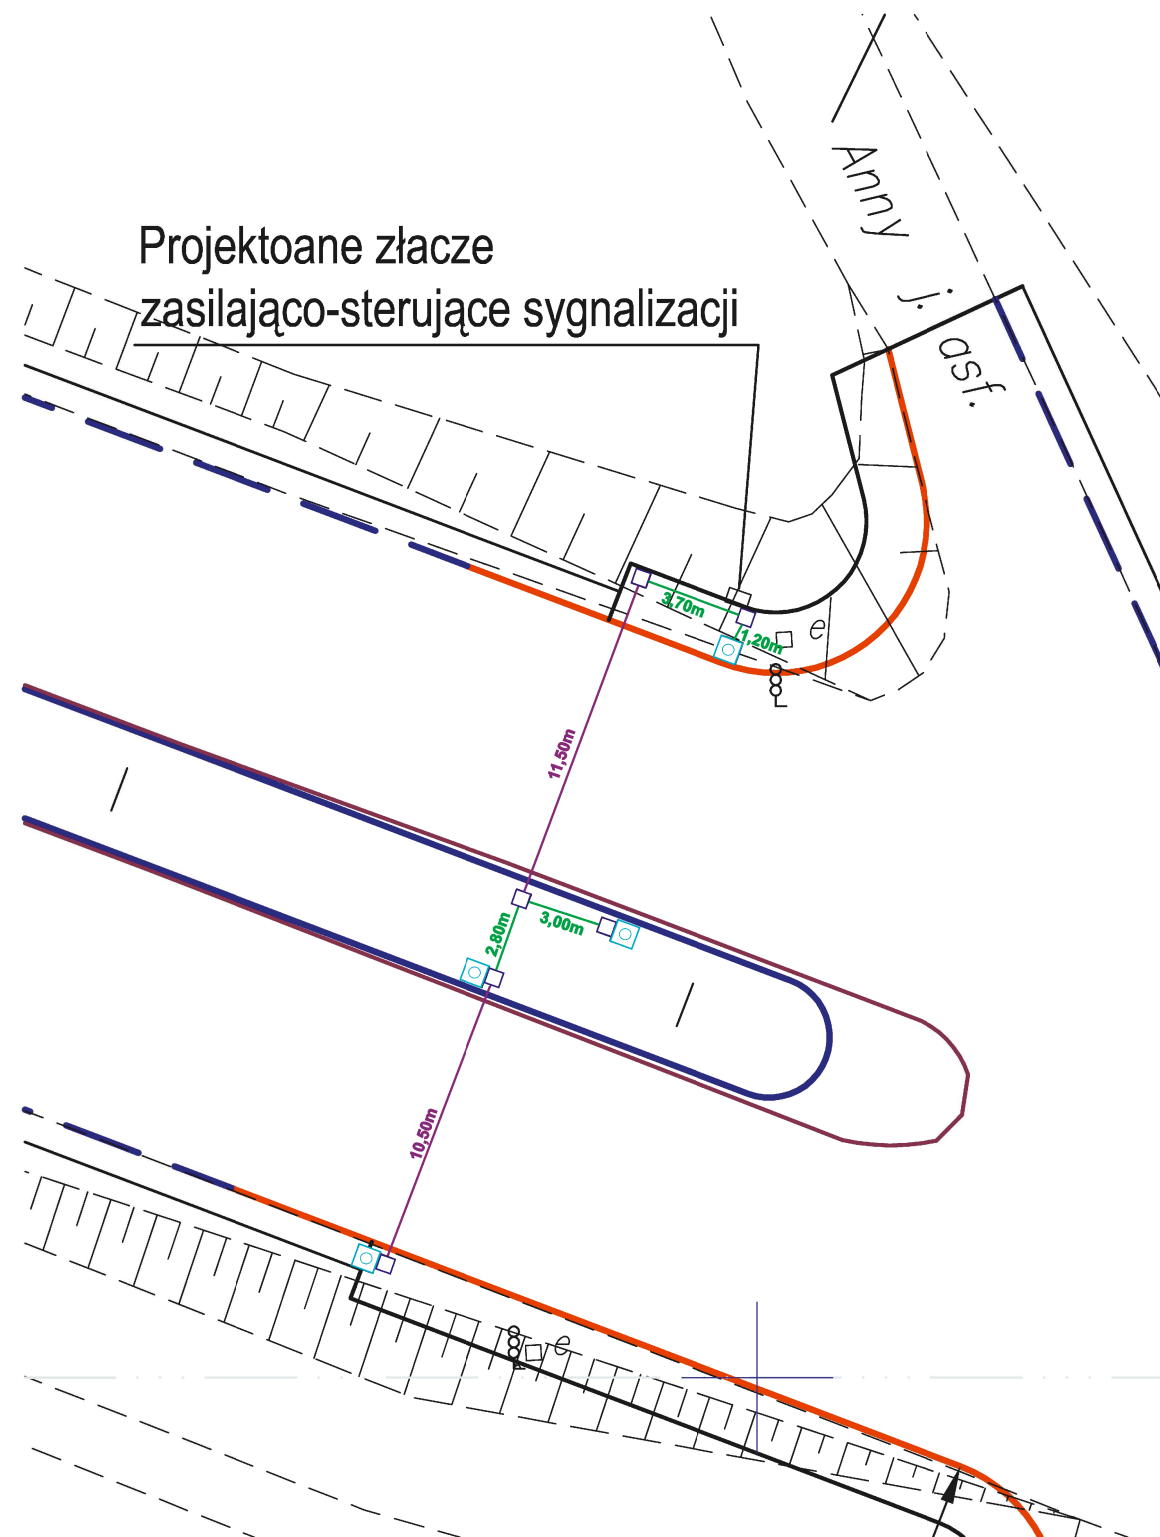 Anny
Projektoane złacze
zasilająco-sterujące sygnalizacji
j.
asf.
3,70m
1,20m
e
11,50m
3,00m
2,80m
10,50m
e